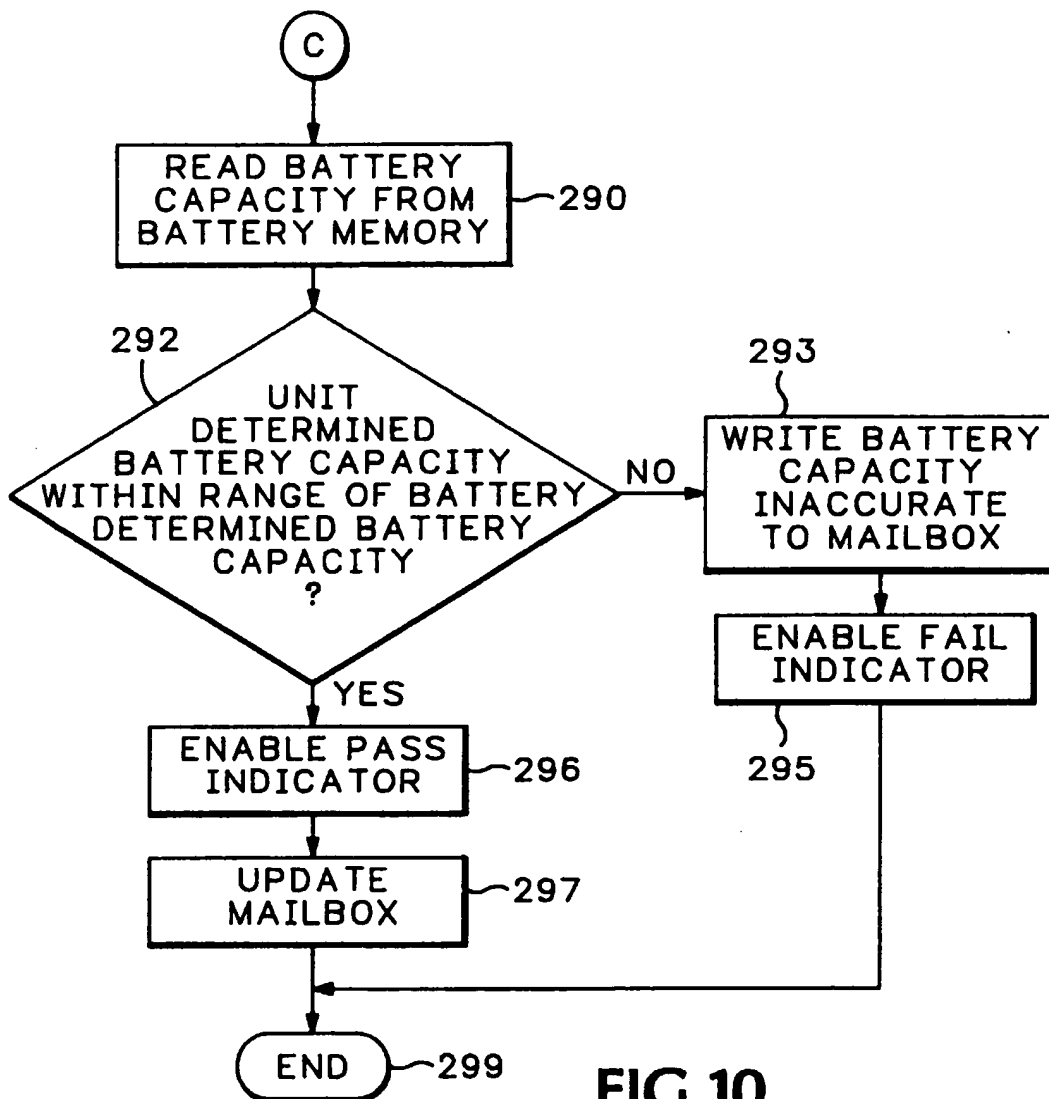 C
READ BATTERY
CAPACITY FROM
BATTERY MEMORY
290
292
UNIT
DETERMINED
BATTERY CAPACITY
WITHIN RANGE OF BATTERY
DETERMINED BATTERY
CAPACITY
?
NO
293
WRITE BATTERY
CAPACITY
INACCURATE
TO MAILBOX
ENABLE FAIL
INDICATOR
295
YES
ENABLE PASS
INDICATOR
296
UPDATE
MAILBOX
297
END
299
FIG.10